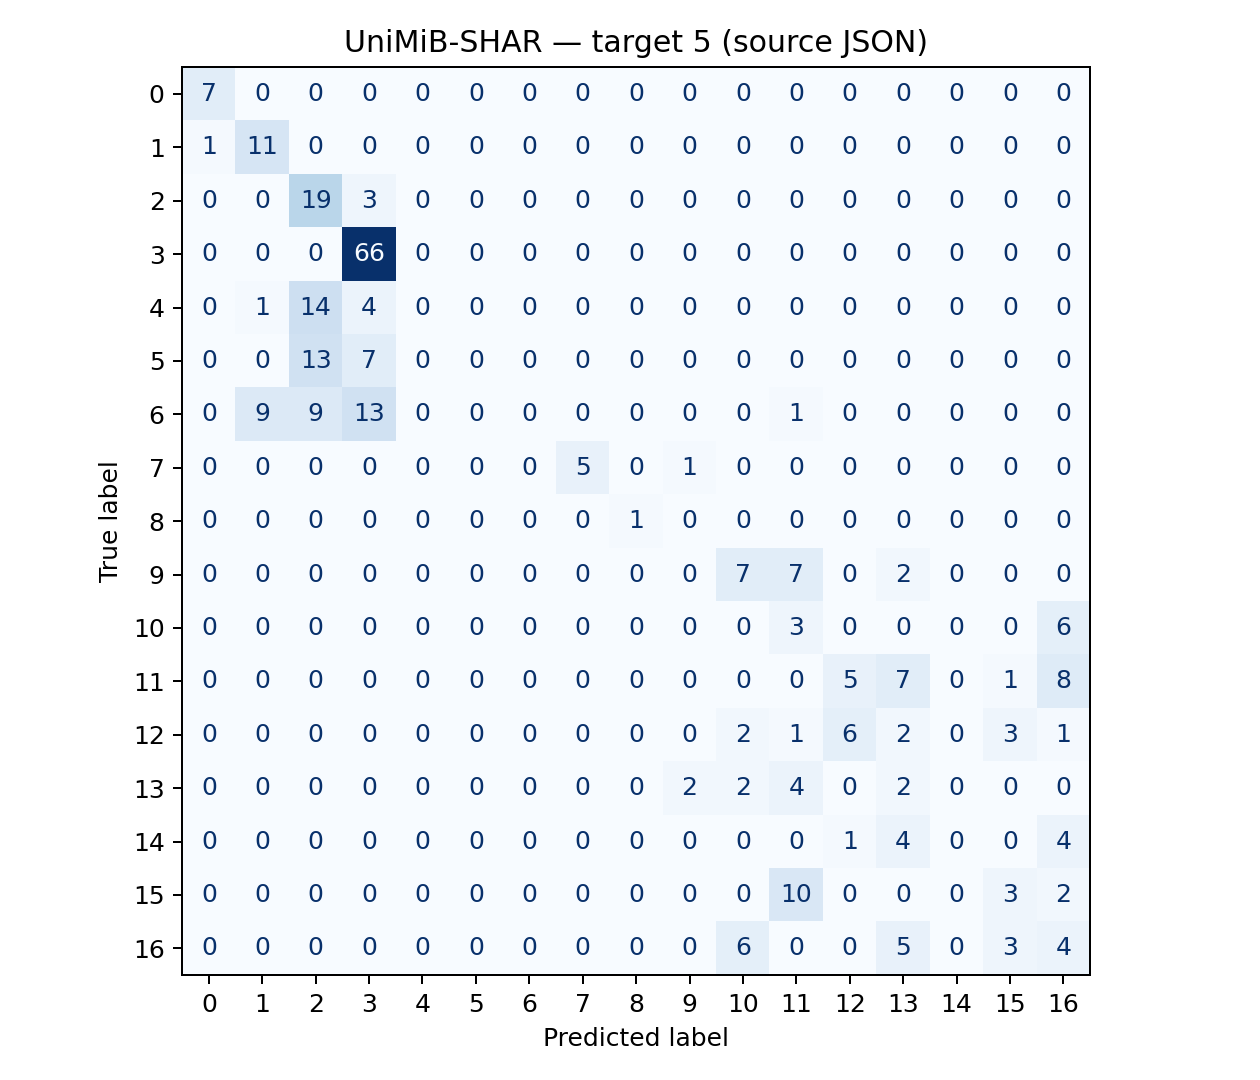 UniMiB-SHAR — target 5 (source JSON)
0 7 0 0 0 0 0 0 0 0 0 0 0 0 0 0 0 0
1 1 11 0 0 0 0 0 0 0 0 0 0 0 0 0 0 0
2 0 0 19 3 0 0 0 0 0 0 0 0 0 0 0 0 0
3 0 0 0 66 0 0 0 0 0 0 0 0 0 0 0 0 0
4 0 1 14 4 0 0 0 0 0 0 0 0 0 0 0 0 0
5 0 0 13 7 0 0 0 0 0 0 0 0 0 0 0 0 0
6 0 9 9 13 0 0 0 0 0 0 0 1 0 0 0 0 0
7 0 0 0 0 0 0 0 5 0 1 0 0 0 0 0 0 0
8 0 0 0 0 0 0 0 0 1 0 0 0 0 0 0 0 0
9 0 0 0 0 0 0 0 0 0 0 7 7 0 2 0 0 0
10 0 0 0 0 0 0 0 0 0 0 0 3 0 0 0 0 6
11 0 0 0 0 0 0 0 0 0 0 0 0 5 7 0 1 8
12 0 0 0 0 0 0 0 0 0 0 2 1 6 2 0 3 1
13 0 0 0 0 0 0 0 0 0 2 2 4 0 2 0 0 0
14 0 0 0 0 0 0 0 0 0 0 0 0 1 4 0 0 4
15 0 0 0 0 0 0 0 0 0 0 0 10 0 0 0 3 2
16 0 0 0 0 0 0 0 0 0 0 6 0 0 5 0 3 4
0 1 2 3 4 5 6 7 8 9 10 11 12 13 14 15 16
Predicted label
True label